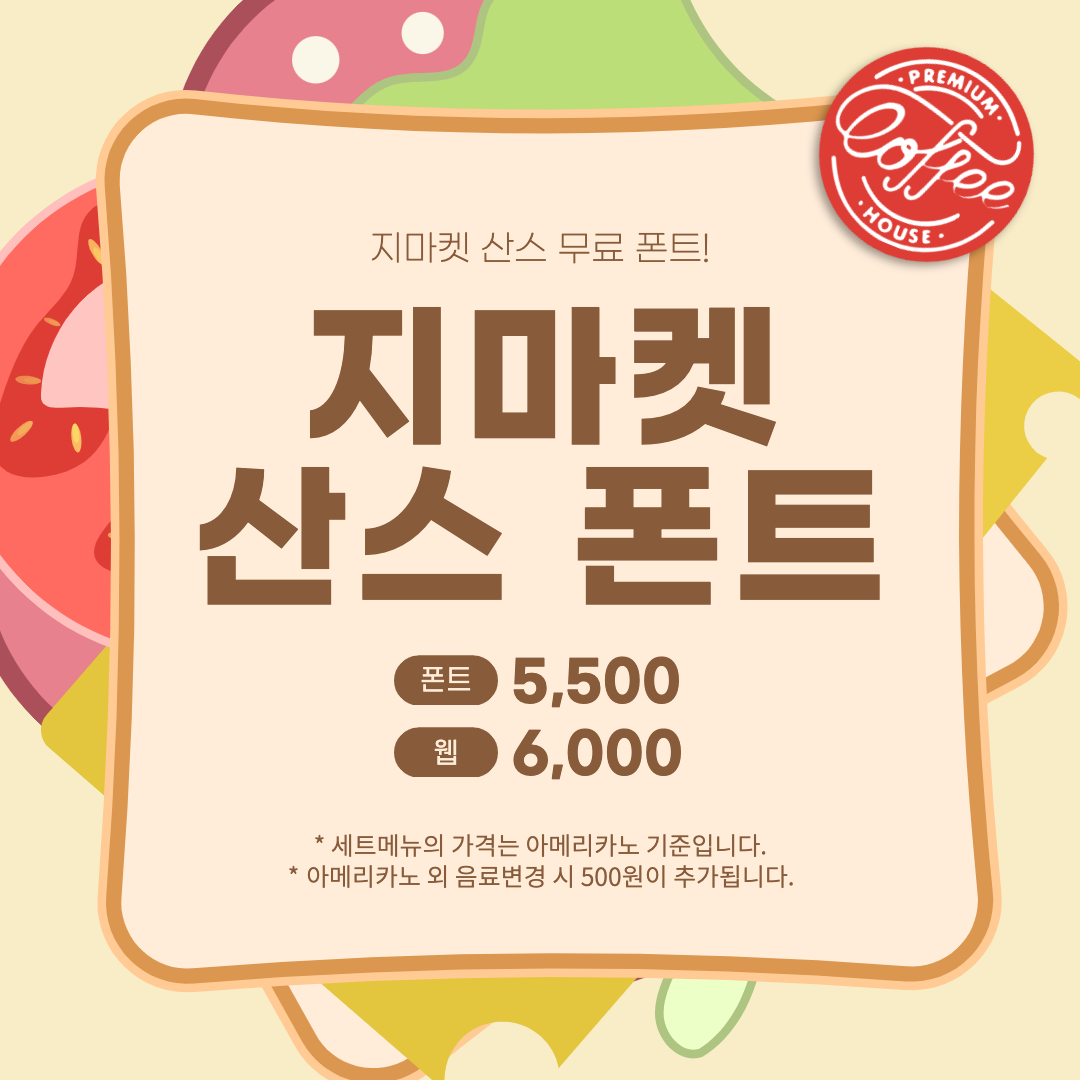 PREMIUM
Coffee
HOUSE
지마켓 산스 무료 폰트!
지마켓
산스 폰트
폰트 5,500
웹 6,000
* 세트메뉴의 가격는 아메리카노 기준입니다.
* 아메리카노 외 음료변경 시 500원이 추가됩니다.